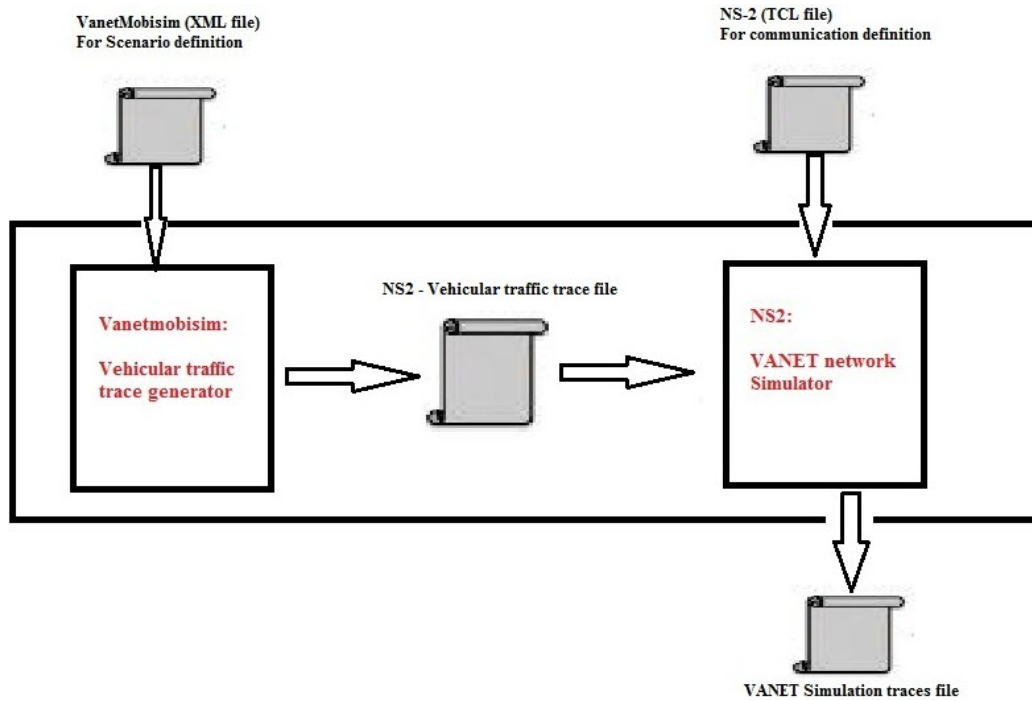 VanetMobisim (XML file)
For Scenario definition
NS-2 (TCL file)
For communication definition
NS2 - Vehicular traffic trace file
Vanetmobisim:
Vehicular traffic
trace generator
NS2:
VANET network
Simulator
VANET Simulation traces file